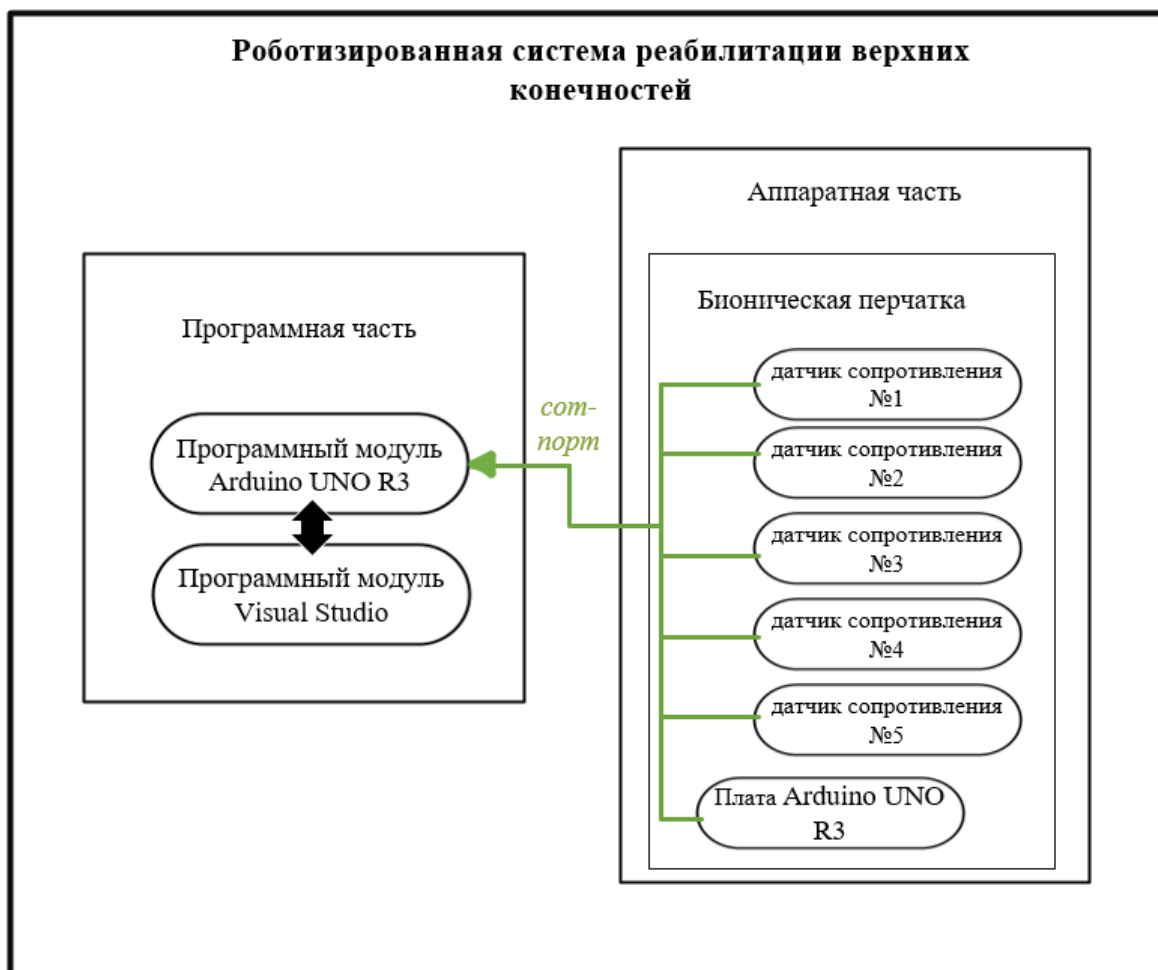 Роботизированная система реабилитации верхних
конечностей
Программная часть
Программный модуль
Arduino UNO R3
Программный модуль
Visual Studio
com-
порт
Аппаратная часть
Бионическая перчатка
датчик сопротивления
№1
датчик сопротивления
№2
датчик сопротивления
№3
датчик сопротивления
№4
датчик сопротивления
№5
Плата Arduino UNO
R3